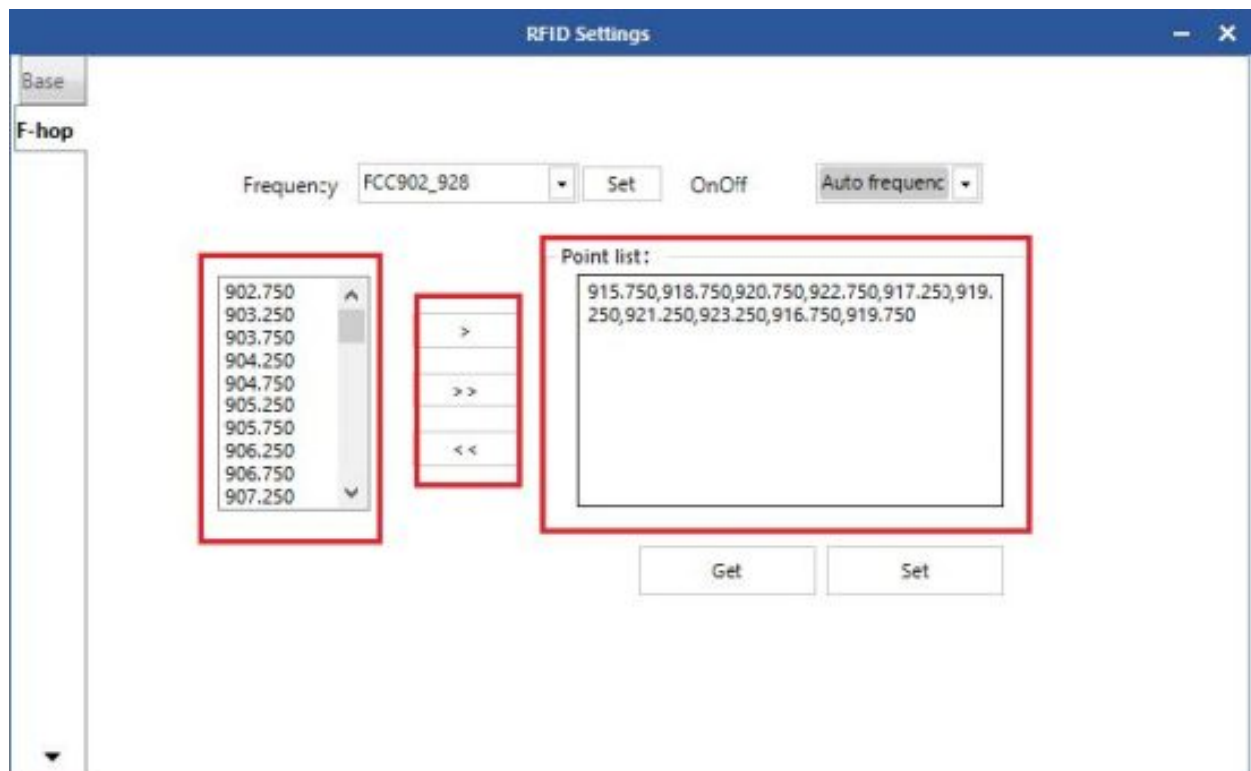 RFID Settings
Base
F-hop
Frequency FCC902_928 Set OnOff Auto frequenc
Point list:
902.750
903.250
903.750
904.250
904.750
905.250
905.750
906.250
906.750
907.250
>
>>
<<
915.750,918.750,920.750,922.750,917.250,919.
250,921.250,923.250,916.750,919.750
Get Set